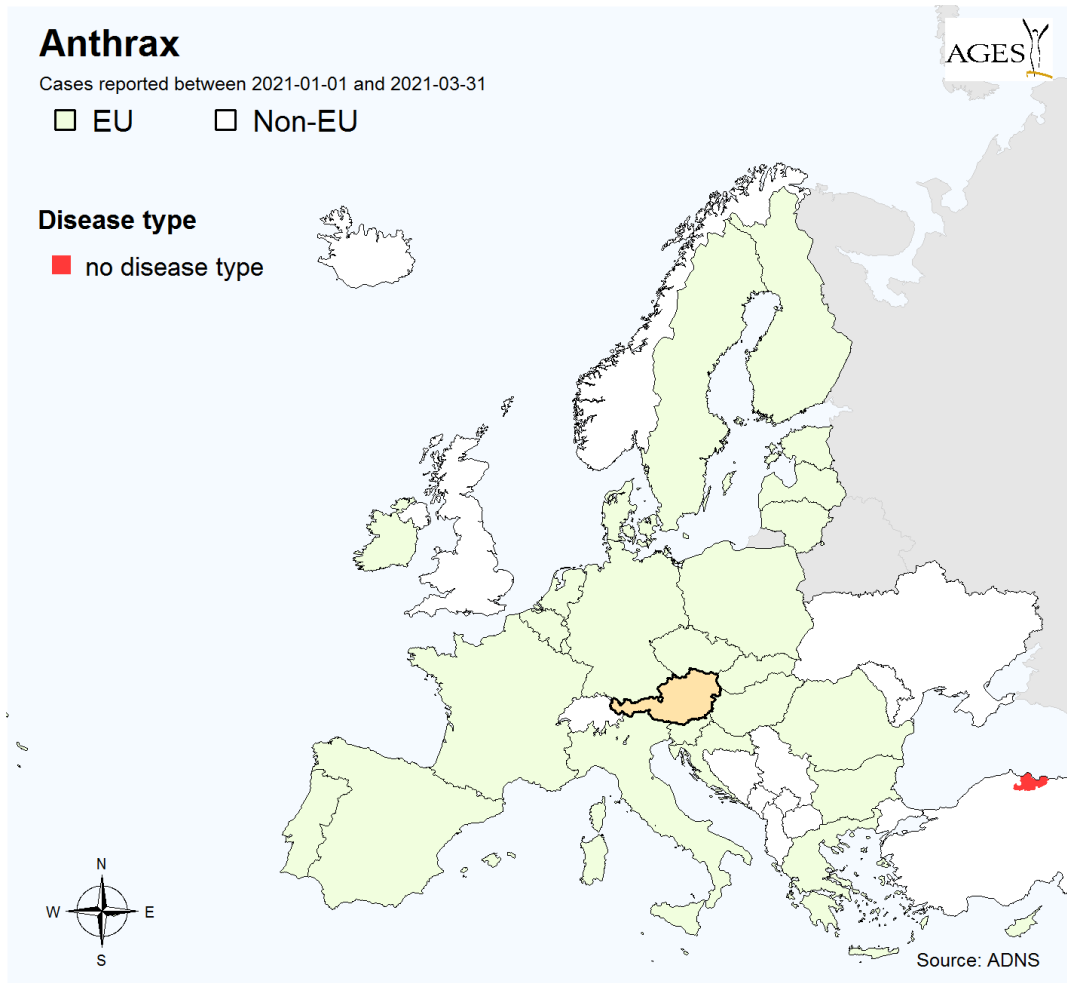 Anthrax
Cases reported between 2021-01-01 and 2021-03-31
EU Non-EU
AGES
Disease type
no disease type
N
W E
S
Source: ADNS